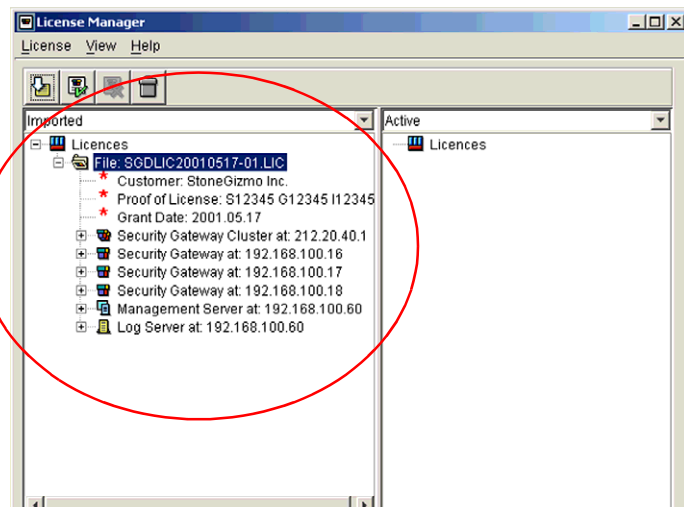 License Manager
License View Help
Imported
Licences
File: SGDLIC20010517-01.LIC
* Customer: StoneGizmo Inc.
* Proof of License: S12345 G12345 I12345
* Grant Date: 2001.05.17
Security Gateway Cluster at: 212.20.40.1
Security Gateway at: 192.168.100.16
Security Gateway at: 192.168.100.17
Security Gateway at: 192.168.100.18
Management Server at: 192.168.100.60
Log Server at: 192.168.100.60
Active
Licences